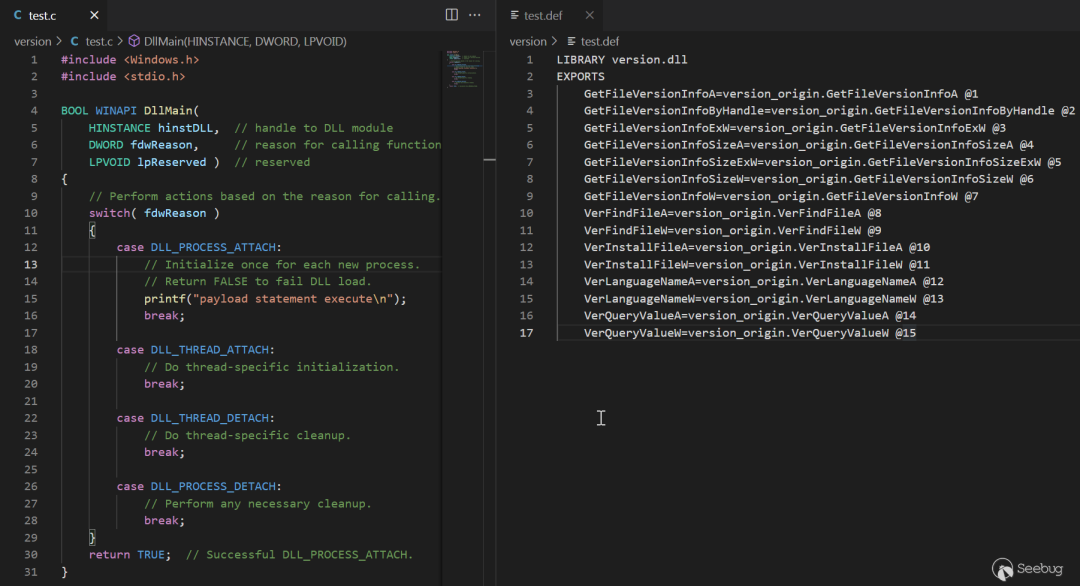 test.c
version > test.c > DllMain(HINSTANCE, DWORD, LPVOID)
1 #include <Windows.h>
2 #include <stdio.h>
3
4 BOOL WINAPI DllMain(
5     HINSTANCE hinstDLL,  // handle to DLL module
6     DWORD fdwReason,     // reason for calling function
7     LPVOID lpReserved )  // reserved
8 {
9     // Perform actions based on the reason for calling.
10     switch( fdwReason )
11     {
12         case DLL_PROCESS_ATTACH:
13             // Initialize once for each new process.
14             // Return FALSE to fail DLL load.
15             printf("payload statement execute\n");
16             break;
17
18         case DLL_THREAD_ATTACH:
19             // Do thread-specific initialization.
20             break;
21
22         case DLL_THREAD_DETACH:
23             // Do thread-specific cleanup.
24             break;
25
26         case DLL_PROCESS_DETACH:
27             // Perform any necessary cleanup.
28             break;
29     }
30     return TRUE;  // Successful DLL_PROCESS_ATTACH.
31 }
test.def
version > test.def
1 LIBRARY version.dll
2 EXPORTS
3     GetFileVersionInfoA=version_origin.GetFileVersionInfoA @1
4     GetFileVersionInfoByHandle=version_origin.GetFileVersionInfoByHandle @2
5     GetFileVersionInfoExW=version_origin.GetFileVersionInfoExW @3
6     GetFileVersionInfoSizeA=version_origin.GetFileVersionInfoSizeA @4
7     GetFileVersionInfoSizeExW=version_origin.GetFileVersionInfoSizeExW @5
8     GetFileVersionInfoSizeW=version_origin.GetFileVersionInfoSizeW @6
9     GetFileVersionInfoW=version_origin.GetFileVersionInfoW @7
10     VerFindFileA=version_origin.VerFindFileA @8
11     VerFindFileW=version_origin.VerFindFileW @9
12     VerInstallFileA=version_origin.VerInstallFileA @10
13     VerInstallFileW=version_origin.VerInstallFileW @11
14     VerLanguageNameA=version_origin.VerLanguageNameA @12
15     VerLanguageNameW=version_origin.VerLanguageNameW @13
16     VerQueryValueA=version_origin.VerQueryValueA @14
17     VerQueryValueW=version_origin.VerQueryValueW @15
Seebug